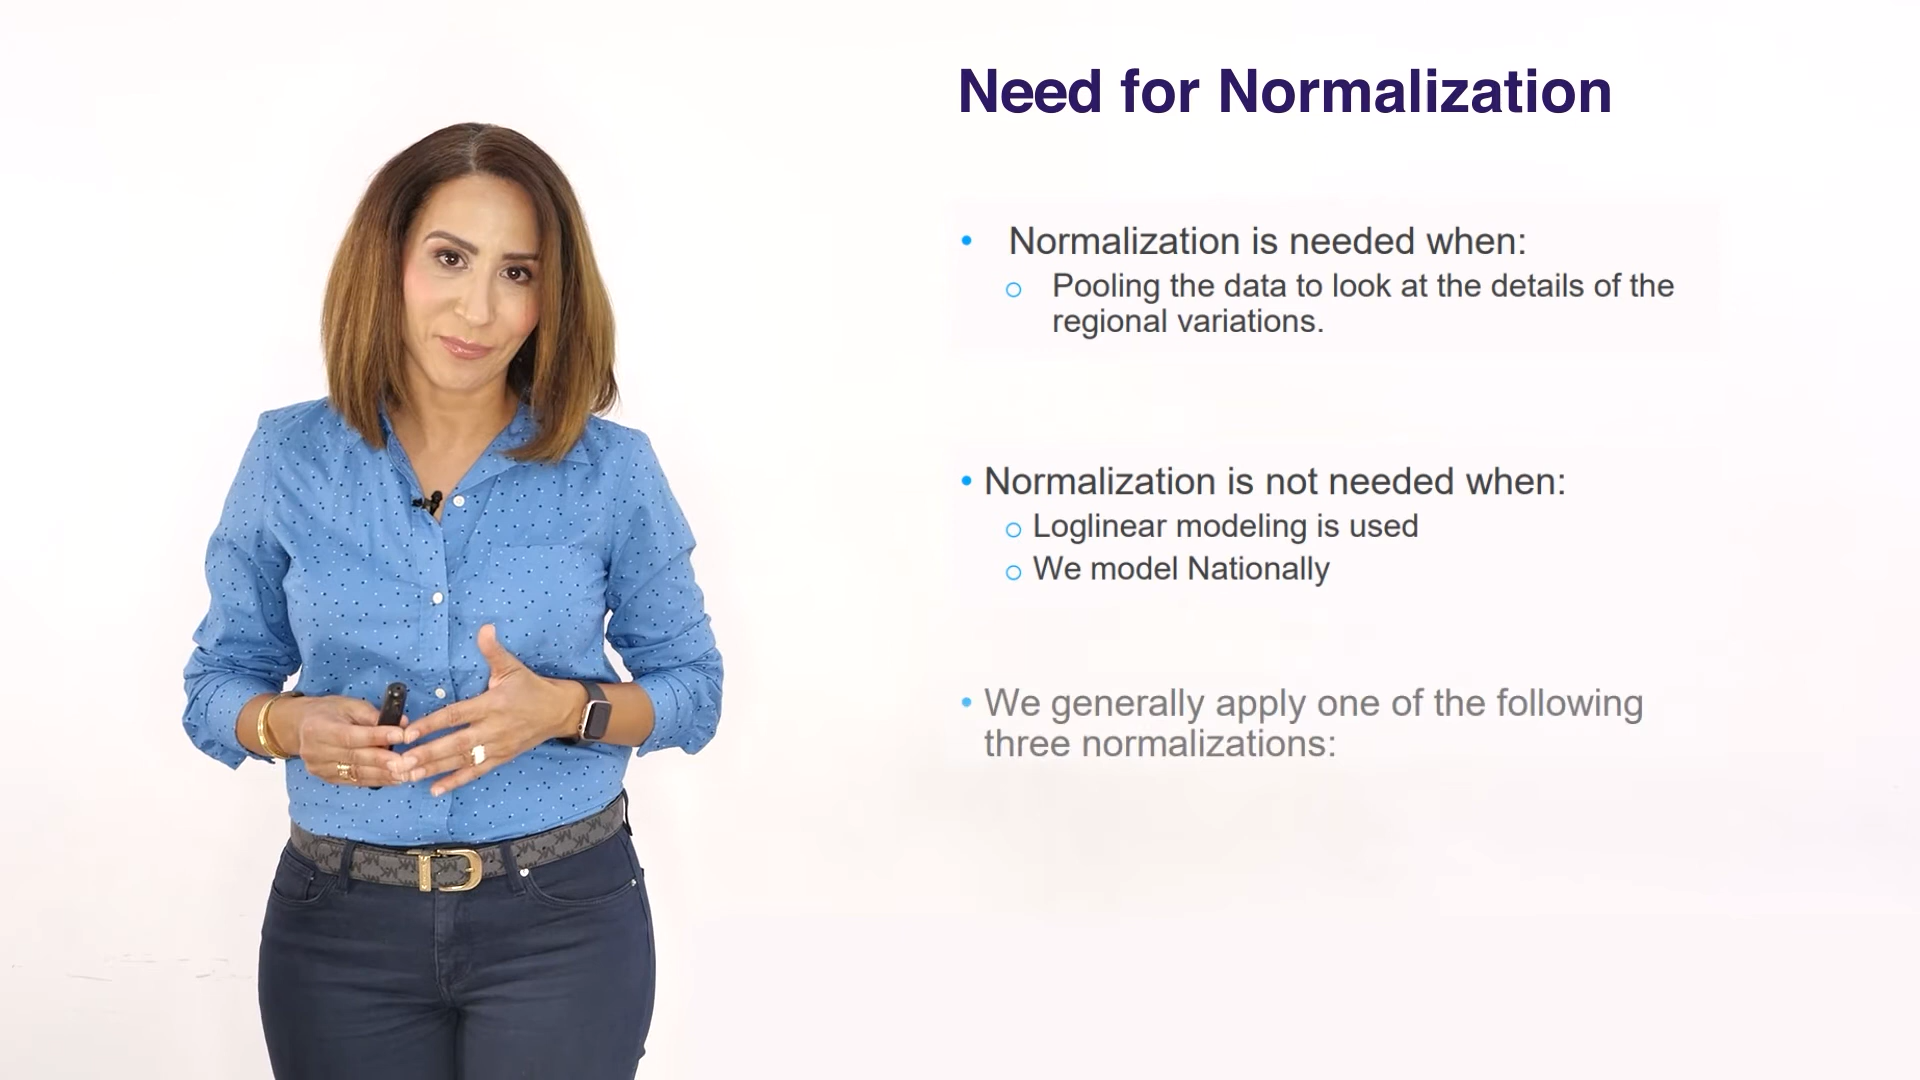 Need for Normalization
• Normalization is needed when:
○ Pooling the data to look at the details of the
regional variations.
• Normalization is not needed when:
○ Loglinear modeling is used
○ We model Nationally
• We generally apply one of the following
three normalizations: